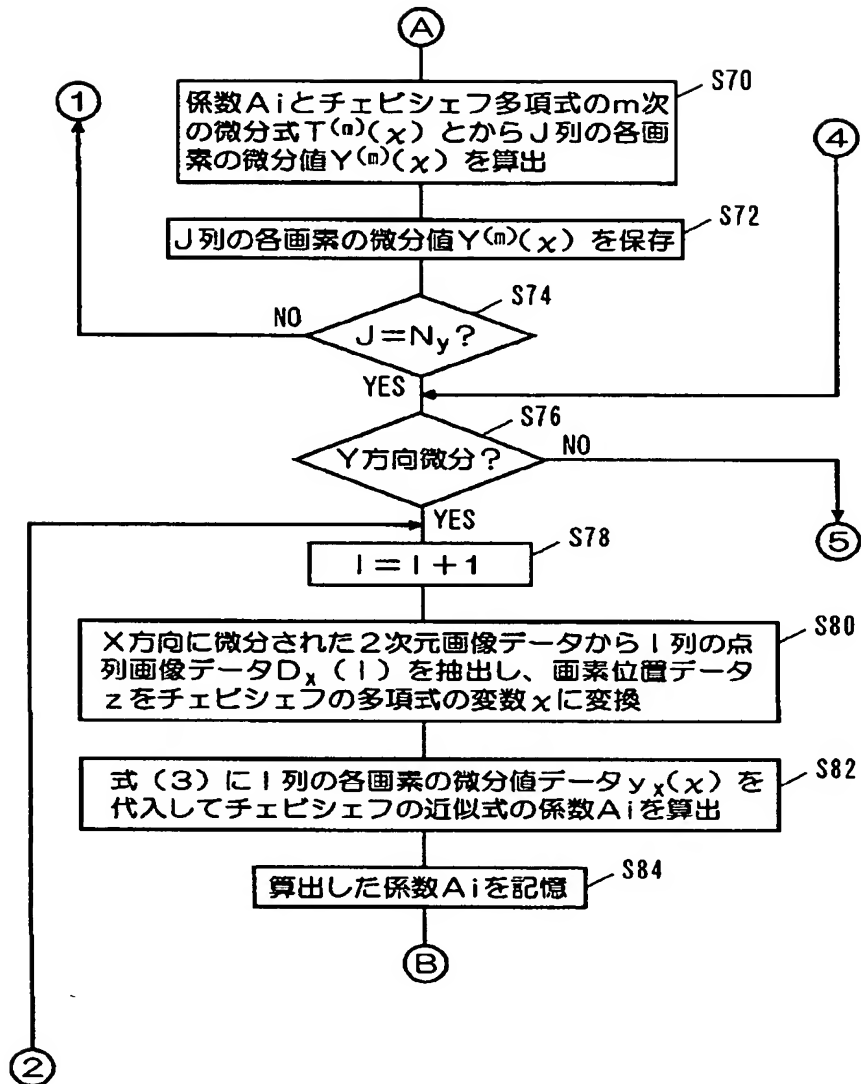 A
S70
1
係数Aiとチェビシェフ多項式のm次
の微分式T(m)(χ)とからJ列の各画
素の微分値Y(m)(χ)を算出
4
S72
J列の各画素の微分値Y(m)(χ)を保存
S74
NO
J=Ny?
YES
S76
Y方向微分?
NO
YES
5
S78
I=I+1
S80
X方向に微分された2次元画像データからI列の点
列画像データDx(I)を抽出し、画素位置データ
zをチェビシェフの多項式の変数χに変換
S82
式(3)にI列の各画素の微分値データyx(χ)を
代入してチェビシェフの近似式の係数Aiを算出
S84
算出した係数Aiを記憶
B
2